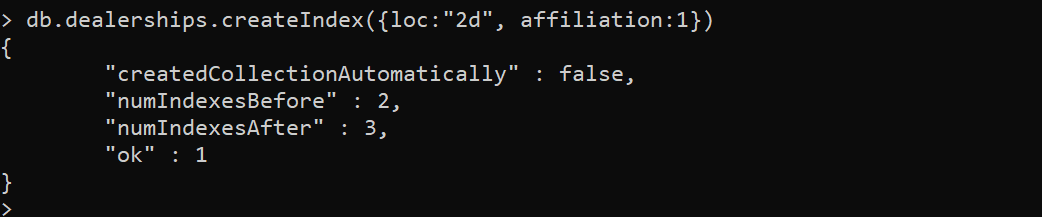 > db.dealerships.createIndex({loc:"2d", affiliation:1})
{
        "createdCollectionAutomatically" : false,
        "numIndexesBefore" : 2,
        "numIndexesAfter" : 3,
        "ok" : 1
}
>